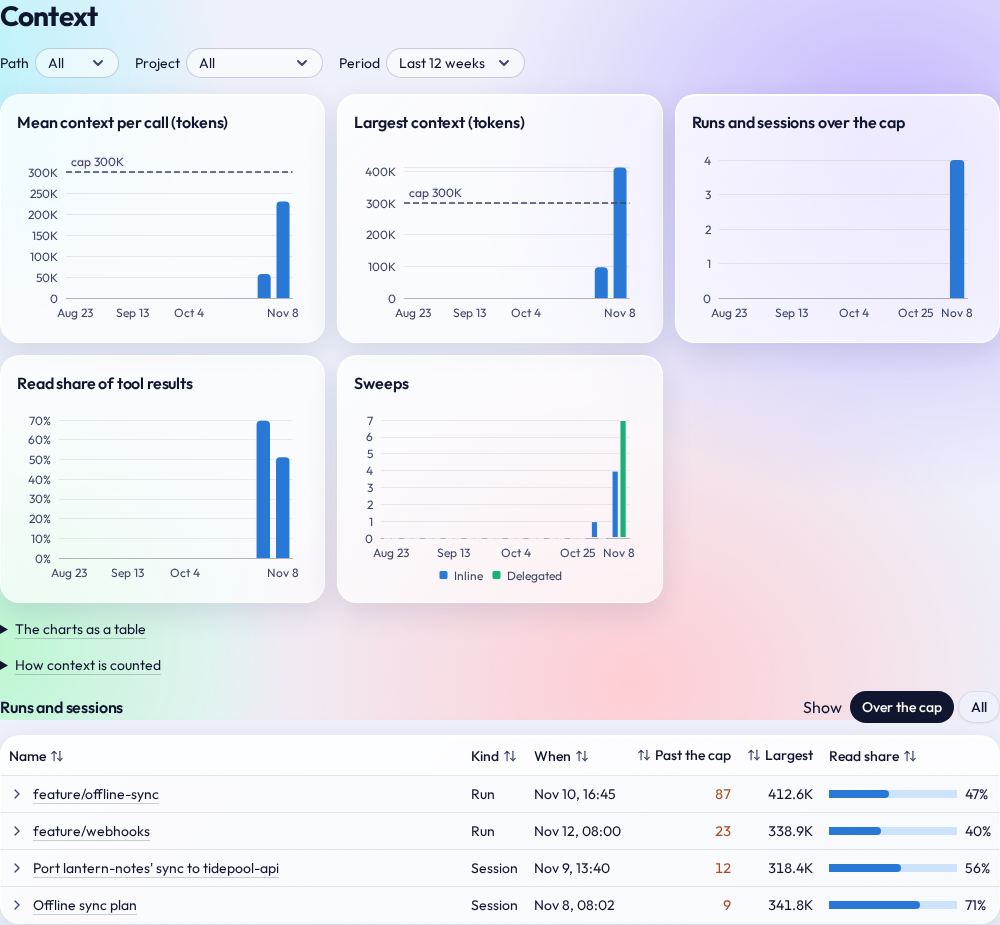 Context
Path All Project All Period Last 12 weeks
Mean context per call (tokens)
cap 300K
300K
250K
200K
150K
100K
50K
0
Aug 23 Sep 13 Oct 4 Nov 8
Largest context (tokens)
400K
cap 300K
300K
200K
100K
0
Aug 23 Sep 13 Oct 4 Nov 8
Runs and sessions over the cap
4
3
2
1
0
Aug 23 Sep 13 Oct 4 Oct 25 Nov 8
Read share of tool results
70%
60%
50%
40%
30%
20%
10%
0%
Aug 23 Sep 13 Oct 4 Nov 8
Sweeps
7
6
5
4
3
2
1
0
Aug 23 Sep 13 Oct 4 Oct 25 Nov 8
Inline Delegated
The charts as a table
How context is counted
Runs and sessions Show Over the cap All
Name Kind When Past the cap Largest Read share
feature/offline-sync Run Nov 10, 16:45 87 412.6K 47%
feature/webhooks Run Nov 12, 08:00 23 338.9K 40%
Port lantern-notes' sync to tidepool-api Session Nov 9, 13:40 12 318.4K 56%
Offline sync plan Session Nov 8, 08:02 9 341.8K 71%